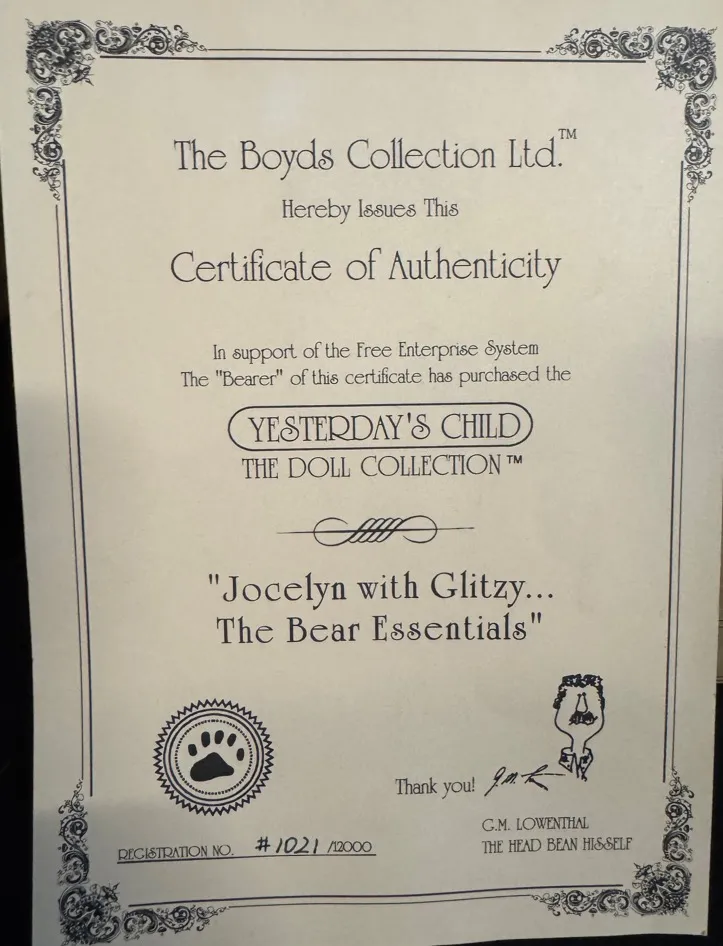 The Boyds Collection Ltd.™
Hereby Issues This
Certificate of Authenticity
In support of the Free Enterprise System
The "Bearer" of this certificate has purchased the
YESTERDAY'S CHILD
THE DOLL COLLECTION™
"Jocelyn with Glitzy...
The Bear Essentials"
Thank you!
G.M. LOWENTHAL
THE HEAD BEAN HISSELF
REGISTRATION NO. #1021 /12000